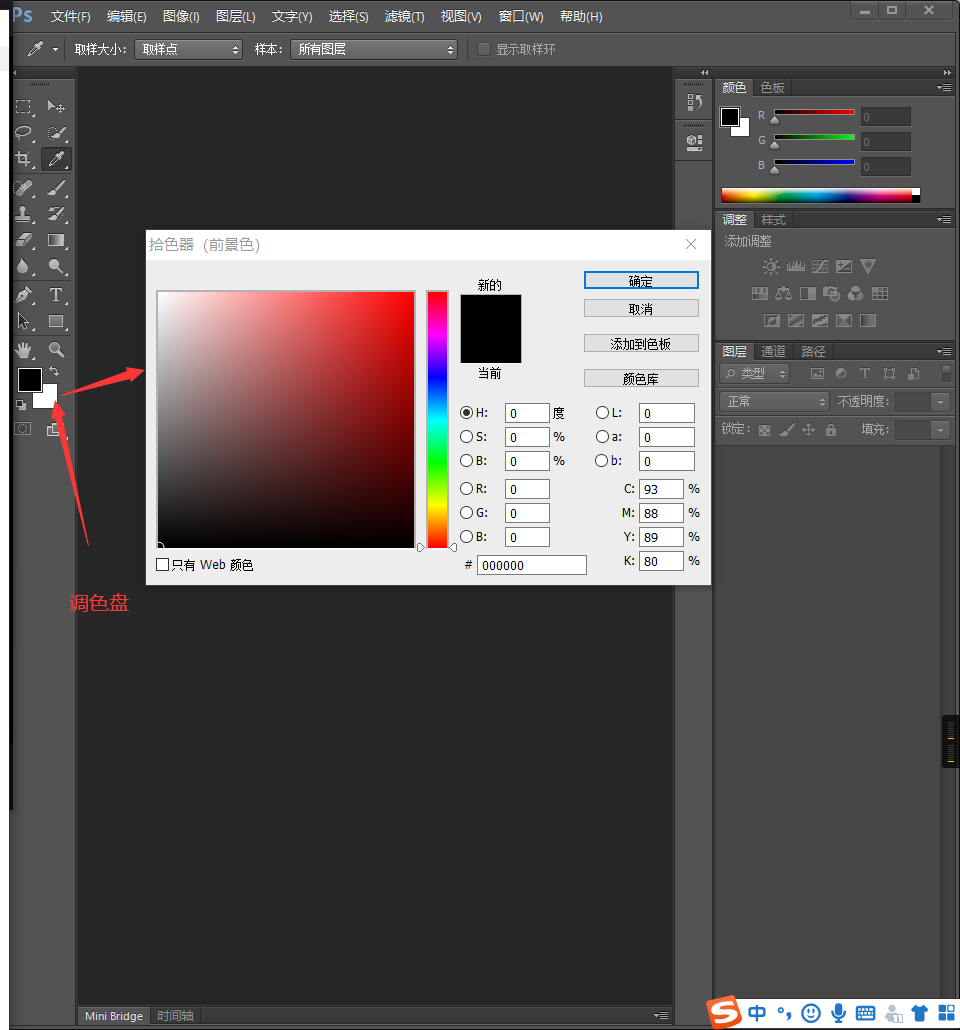 Ps 文件(F) 编辑(E) 图像(I) 图层(L) 文字(Y) 选择(S) 滤镜(T) 视图(V) 窗口(W) 帮助(H)
取样大小: 取样点 样本: 所有图层 显示取样环
颜色 色板
R 0
G 0
B 0
调整 样式
添加调整
图层 通道 路径
类型
正常 不透明度:
锁定: 填充:
拾色器（前景色）
新的
当前
确定
取消
添加到色板
颜色库
H: 0 度 L: 0
S: 0 % a: 0
B: 0 % b: 0
R: 0 C: 93 %
G: 0 M: 88 %
B: 0 Y: 89 %
K: 80 %
# 000000
只有 Web 颜色
调色盘
Mini Bridge 时间轴
S 中